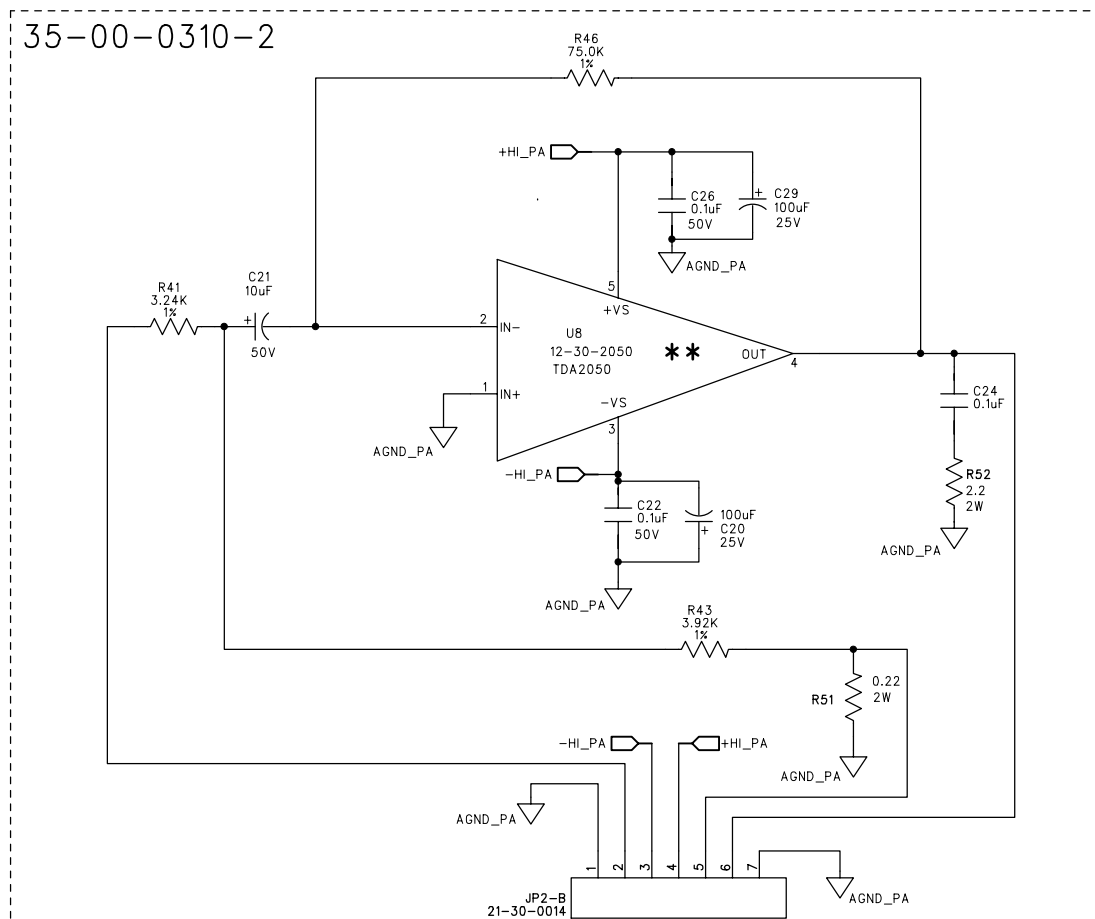 35-00-0310-2
R46
75.0K
1%
+HI_PA
C26
0.1uF
50V
+
C29
100uF
25V
AGND_PA
R41
3.24K
1%
C21
10uF
+
50V
5
+VS
2
IN-
U8
12-30-2050
TDA2050
**
OUT
4
1
IN+
-VS
3
AGND_PA
-HI_PA
C22
0.1uF
50V
100uF
+ C20
25V
AGND_PA
C24
0.1uF
R52
2.2
2W
AGND_PA
R43
3.92K
1%
R51
0.22
2W
AGND_PA
-HI_PA
+HI_PA
AGND_PA
1
2
3
4
5
6
7
AGND_PA
JP2-B
21-30-0014